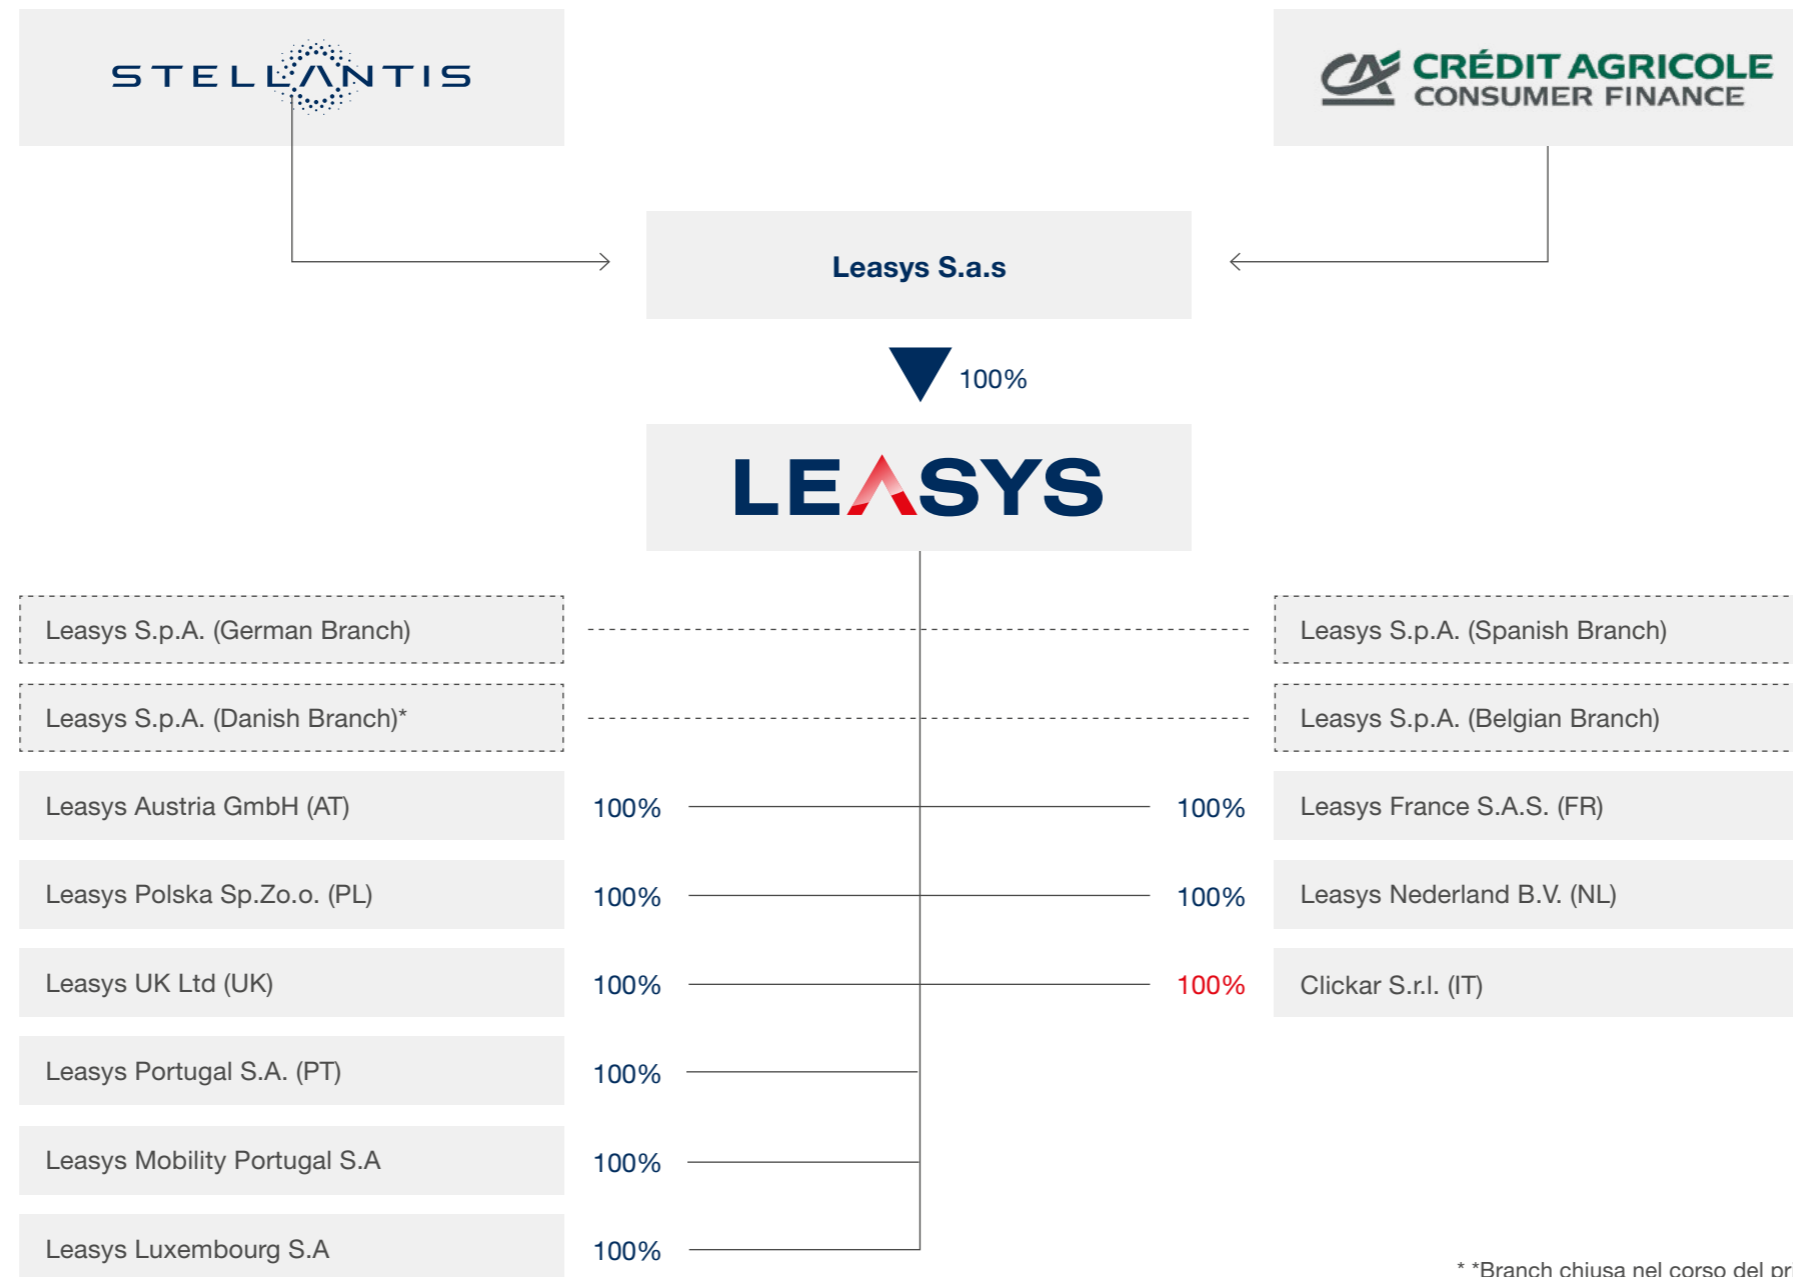 STELLANTIS
CRÉDIT AGRICOLE
CONSUMER FINANCE
Leasys S.a.s
100%
LEASYS
Leasys S.p.A. (German Branch)
Leasys S.p.A. (Spanish Branch)
Leasys S.p.A. (Danish Branch)*
Leasys S.p.A. (Belgian Branch)
Leasys Austria GmbH (AT) 100%
100% Leasys France S.A.S. (FR)
Leasys Polska Sp.Zo.o. (PL) 100%
100% Leasys Nederland B.V. (NL)
Leasys UK Ltd (UK) 100%
100% Clickar S.r.l. (IT)
Leasys Portugal S.A. (PT) 100%
Leasys Mobility Portugal S.A 100%
Leasys Luxembourg S.A 100%
* *Branch chiusa nel corso del